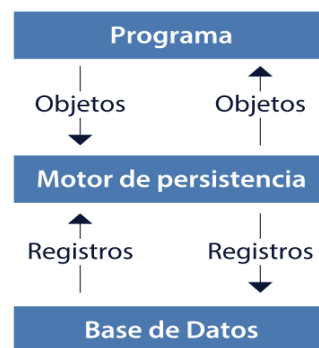 Programa
Objetos Objetos
Motor de persistencia
Registros Registros
Base de Datos